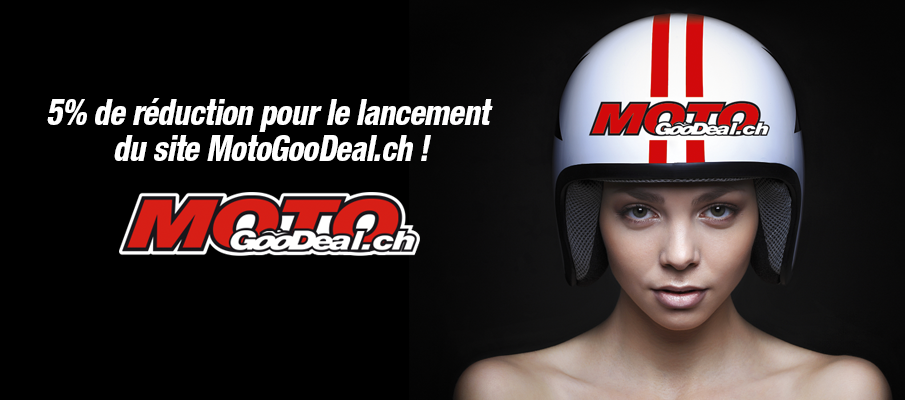 5% de réduction pour le lancement
du site MotoGooDeal.ch !
MOTO
GooDeal.ch
MOTO
GooDeal.ch